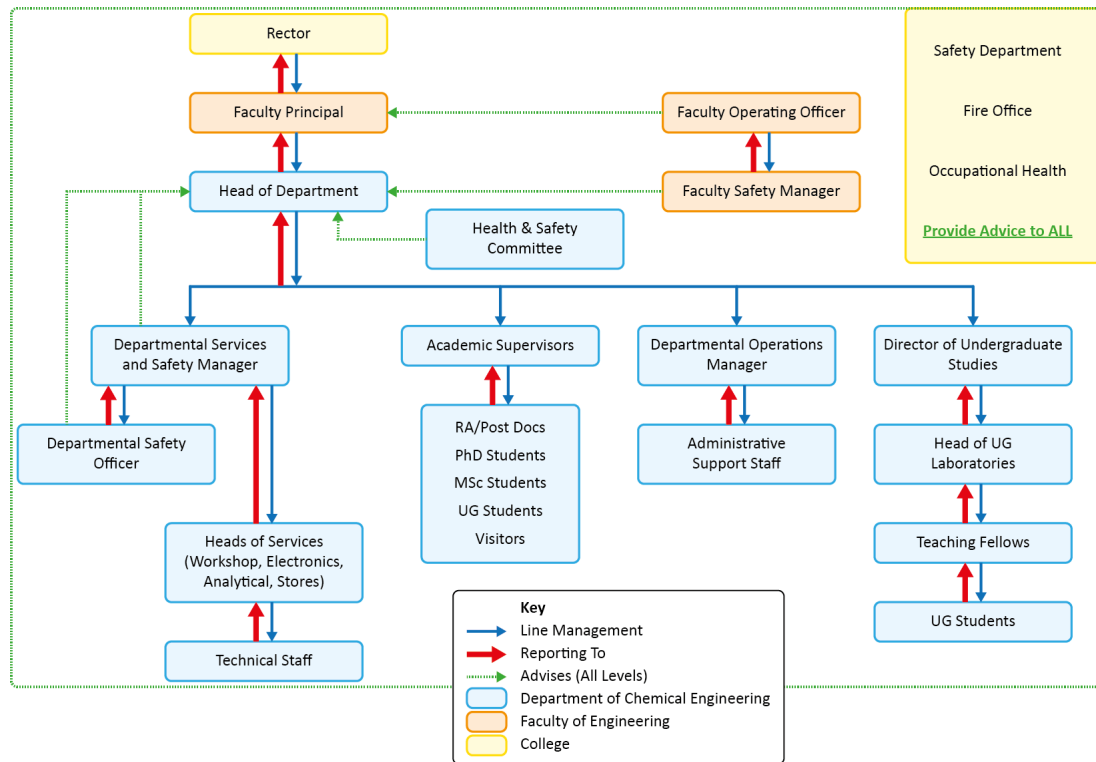 Rector
Safety Department
Faculty Principal
Faculty Operating Officer
Fire Office
Head of Department
Faculty Safety Manager
Occupational Health
Health & Safety
Committee
Provide Advice to ALL
Departmental Services
and Safety Manager
Academic Supervisors
Departmental Operations
Manager
Director of Undergraduate
Studies
Departmental Safety
Officer
RA/Post Docs
PhD Students
MSc Students
UG Students
Visitors
Administrative
Support Staff
Head of UG
Laboratories
Heads of Services
(Workshop, Electronics,
Analytical, Stores)
Teaching Fellows
Technical Staff
UG Students
Key
Line Management
Reporting To
Advises (All Levels)
Department of Chemical Engineering
Faculty of Engineering
College